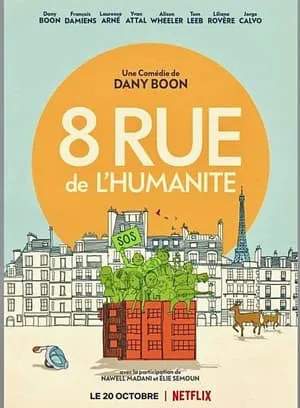 Dany BOON François DAMIENS Laurence ARNÉ Yvan ATTAL Alison WHEELER Tom LEEB Liliane ROVÈRE Jorge CALVO
Une Comédie de
DANY BOON
8 RUE
de L'HUMANITE
SOS
avec la participation de
NAWELL MADANI et ÉLIE SEMOUN
LE 20 OCTOBRE | NETFLIX